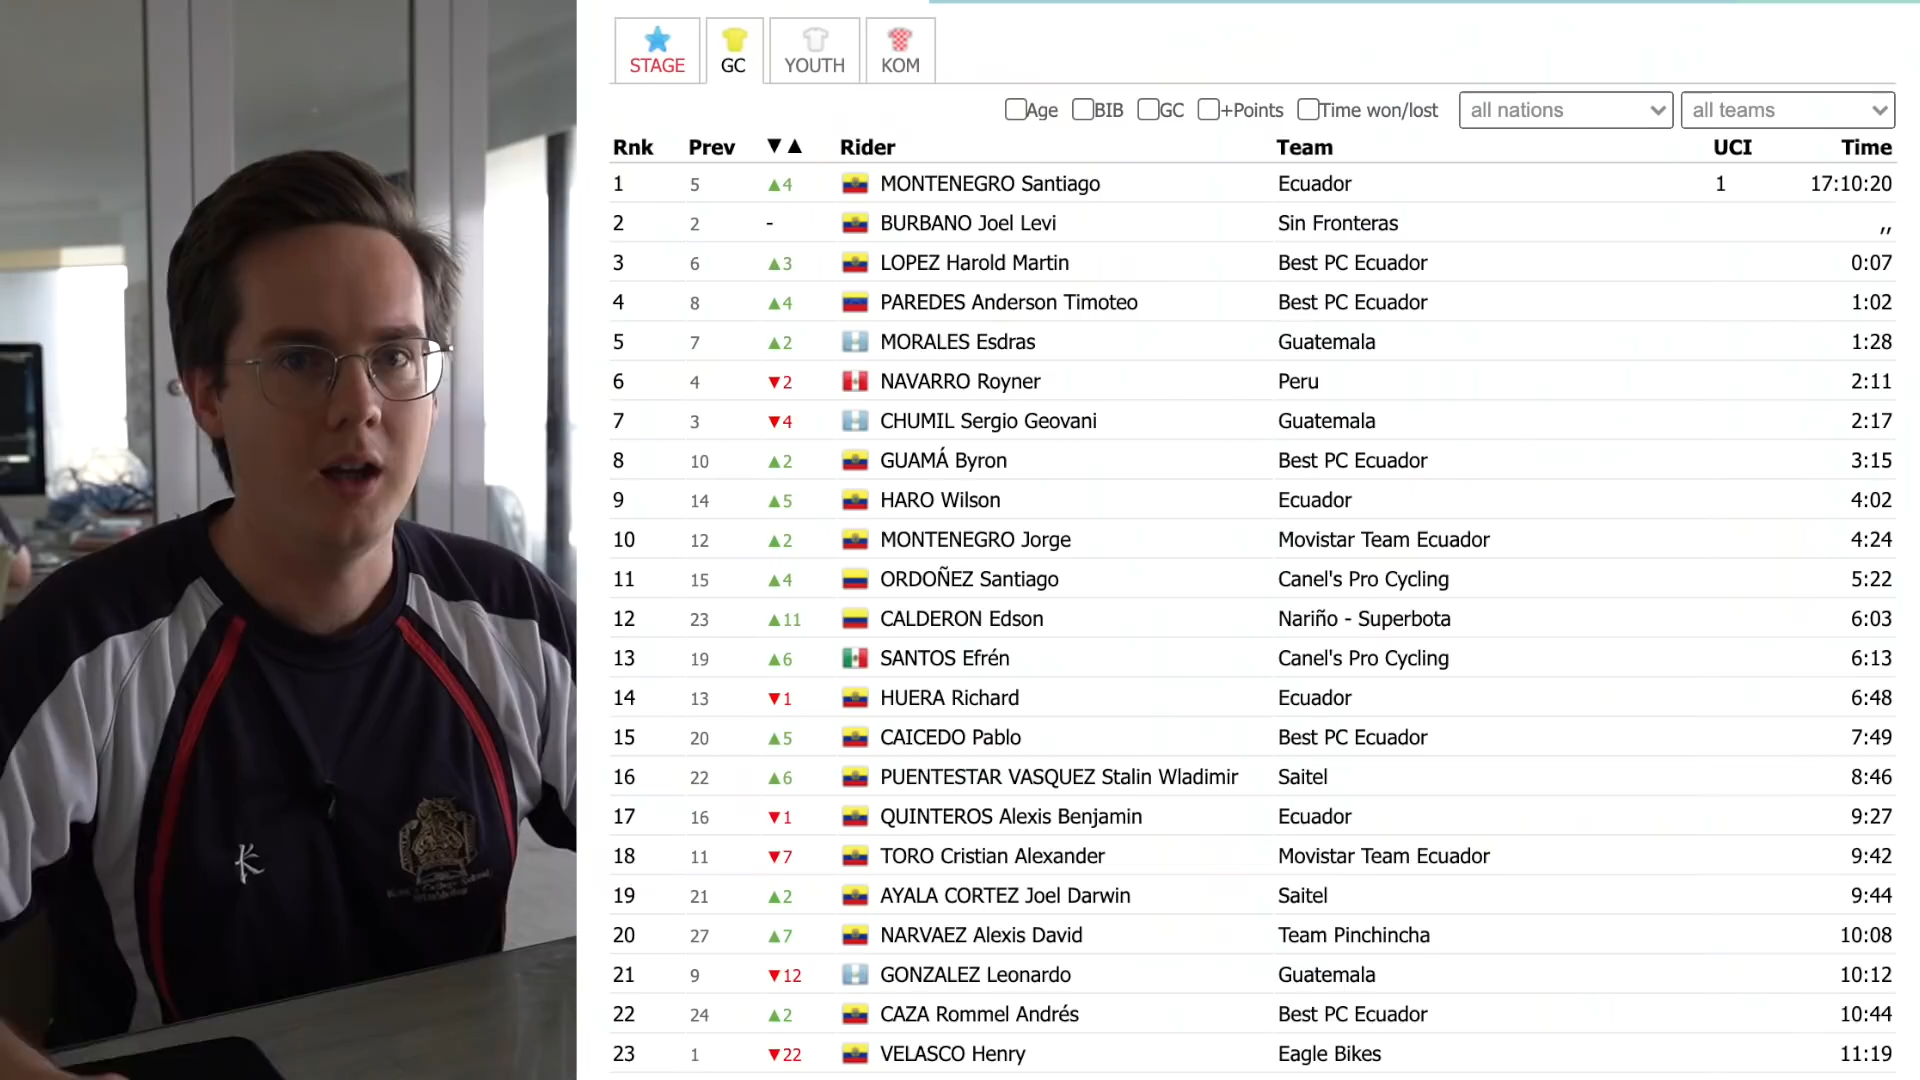 STAGE GC YOUTH KOM
Age BIB GC +Points Time won/lost all nations all teams
Rnk Prev ▼▲ Rider Team UCI Time
1 5 ▲4 MONTENEGRO Santiago Ecuador 1 17:10:20
2 2 - BURBANO Joel Levi Sin Fronteras ,,
3 6 ▲3 LOPEZ Harold Martin Best PC Ecuador 0:07
4 8 ▲4 PAREDES Anderson Timoteo Best PC Ecuador 1:02
5 7 ▲2 MORALES Esdras Guatemala 1:28
6 4 ▼2 NAVARRO Royner Peru 2:11
7 3 ▼4 CHUMIL Sergio Geovani Guatemala 2:17
8 10 ▲2 GUAMÁ Byron Best PC Ecuador 3:15
9 14 ▲5 HARO Wilson Ecuador 4:02
10 12 ▲2 MONTENEGRO Jorge Movistar Team Ecuador 4:24
11 15 ▲4 ORDOÑEZ Santiago Canel's Pro Cycling 5:22
12 23 ▲11 CALDERON Edson Nariño - Superbota 6:03
13 19 ▲6 SANTOS Efrén Canel's Pro Cycling 6:13
14 13 ▼1 HUERA Richard Ecuador 6:48
15 20 ▲5 CAICEDO Pablo Best PC Ecuador 7:49
16 22 ▲6 PUENTESTAR VASQUEZ Stalin Wladimir Saitel 8:46
17 16 ▼1 QUINTEROS Alexis Benjamin Ecuador 9:27
18 11 ▼7 TORO Cristian Alexander Movistar Team Ecuador 9:42
19 21 ▲2 AYALA CORTEZ Joel Darwin Saitel 9:44
20 27 ▲7 NARVAEZ Alexis David Team Pinchincha 10:08
21 9 ▼12 GONZALEZ Leonardo Guatemala 10:12
22 24 ▲2 CAZA Rommel Andrés Best PC Ecuador 10:44
23 1 ▼22 VELASCO Henry Eagle Bikes 11:19
K